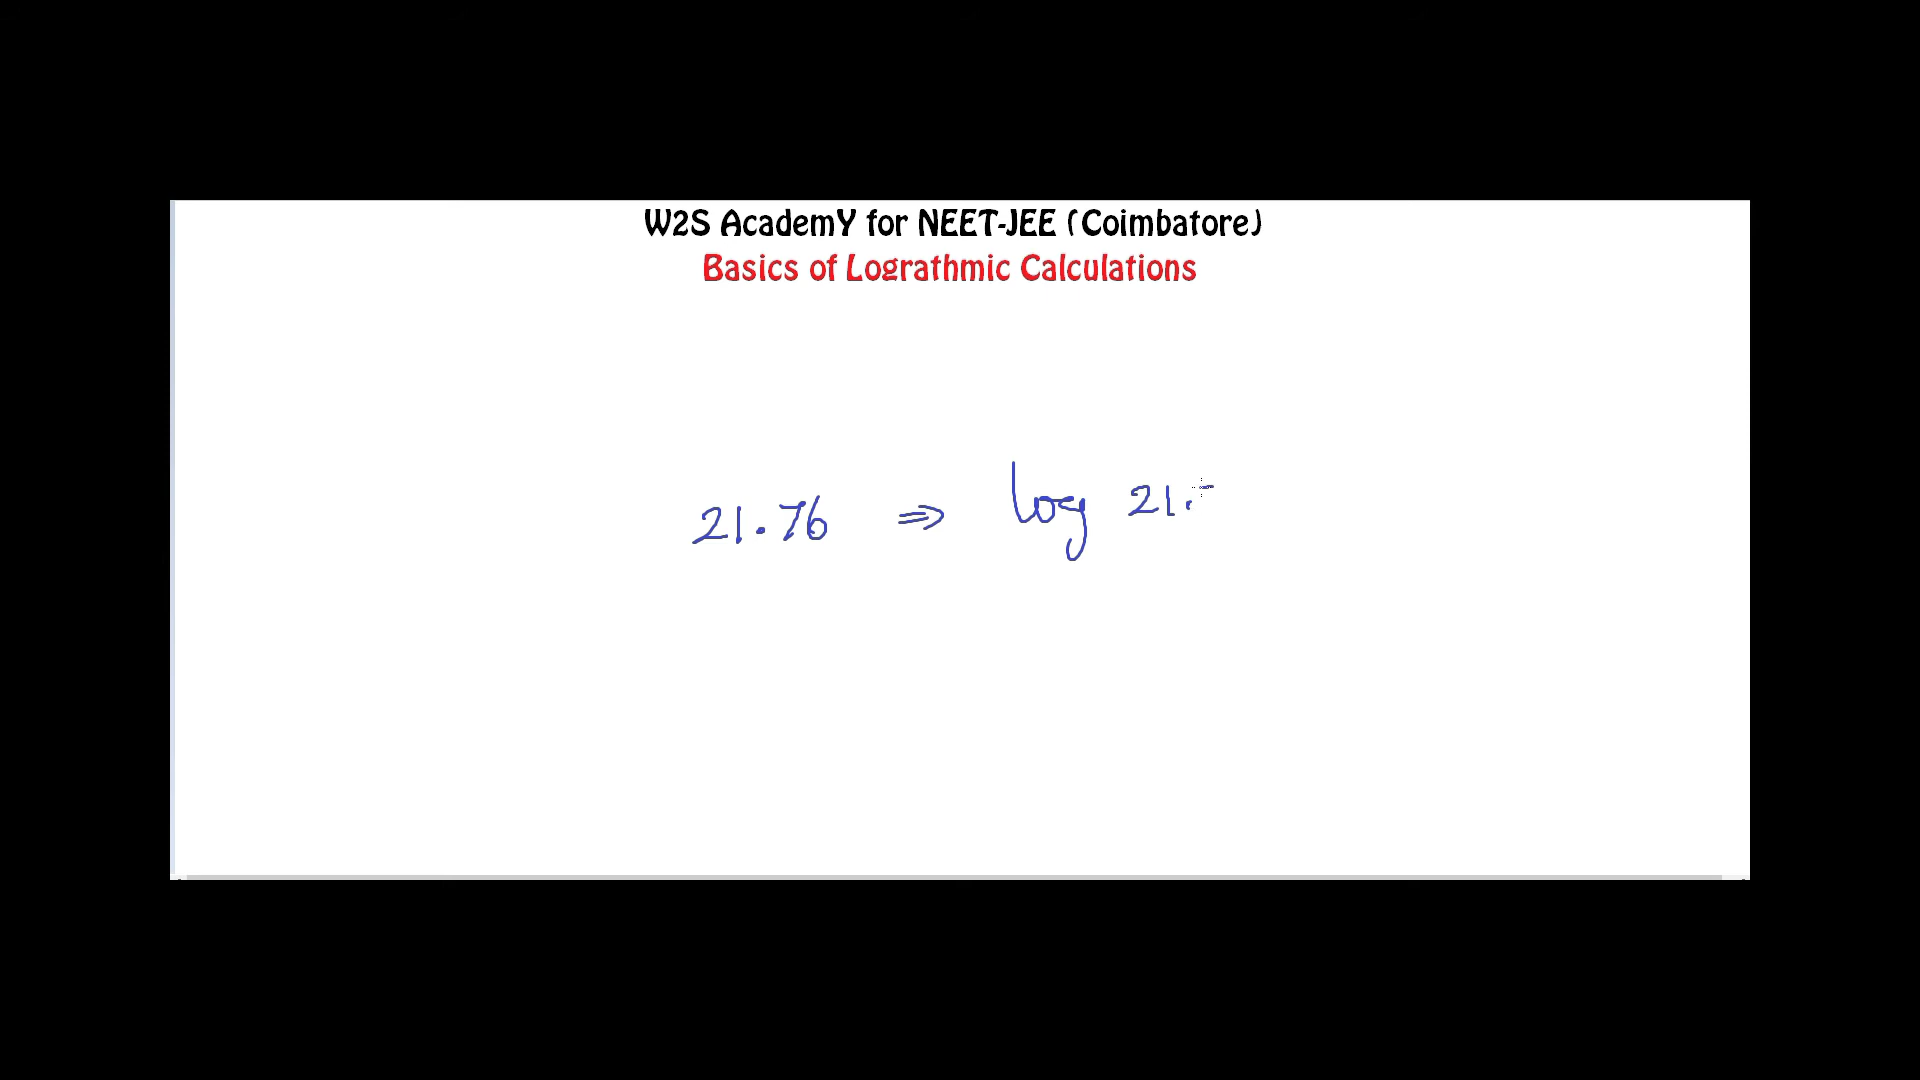 W2S AcademY for NEET-JEE (Coimbatore)
Basics of Lograthmic Calculations
21.76 ⇒ log 21.